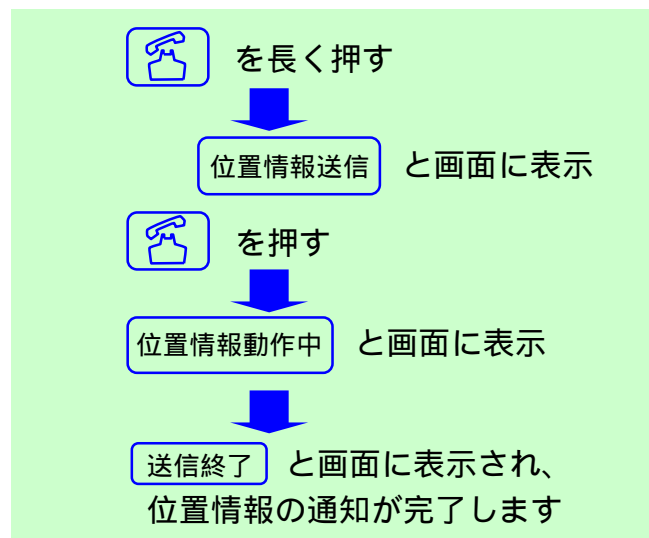 を長く押す
位置情報送信 と画面に表示
を押す
位置情報動作中 と画面に表示
送信終了 と画面に表示され、
位置情報の通知が完了します